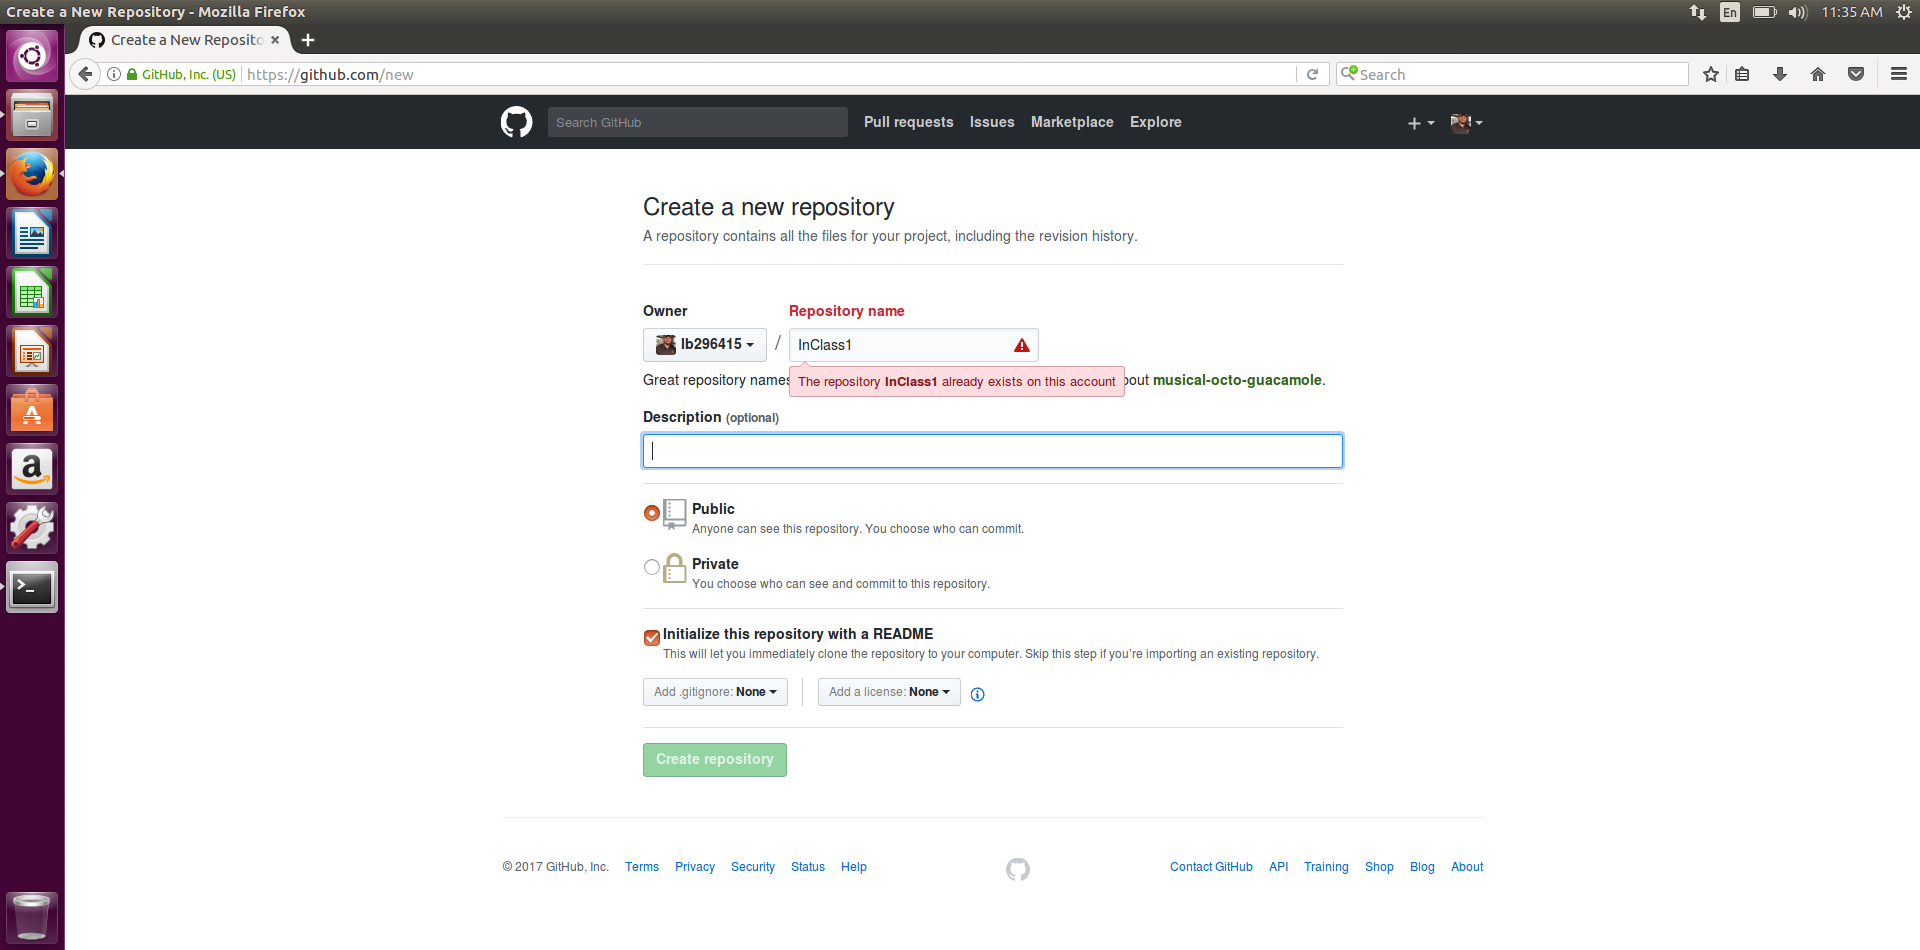 Create a New Repository - Mozilla Firefox
En
11:35 AM
Create a New Reposito
GitHub, Inc. (US)
https://github.com/new
Search
Search GitHub
Pull requests
Issues
Marketplace
Explore
Create a new repository
A repository contains all the files for your project, including the revision history.
Owner
Repository name
lb296415
/
InClass1
Great repository names
The repository InClass1 already exists on this account
bout musical-octo-guacamole.
Description (optional)
Public
Anyone can see this repository. You choose who can commit.
Private
You choose who can see and commit to this repository.
Initialize this repository with a README
This will let you immediately clone the repository to your computer. Skip this step if you're importing an existing repository.
Add .gitignore: None
Add a license: None
Create repository
© 2017 GitHub, Inc.
Terms
Privacy
Security
Status
Help
Contact GitHub
API
Training
Shop
Blog
About